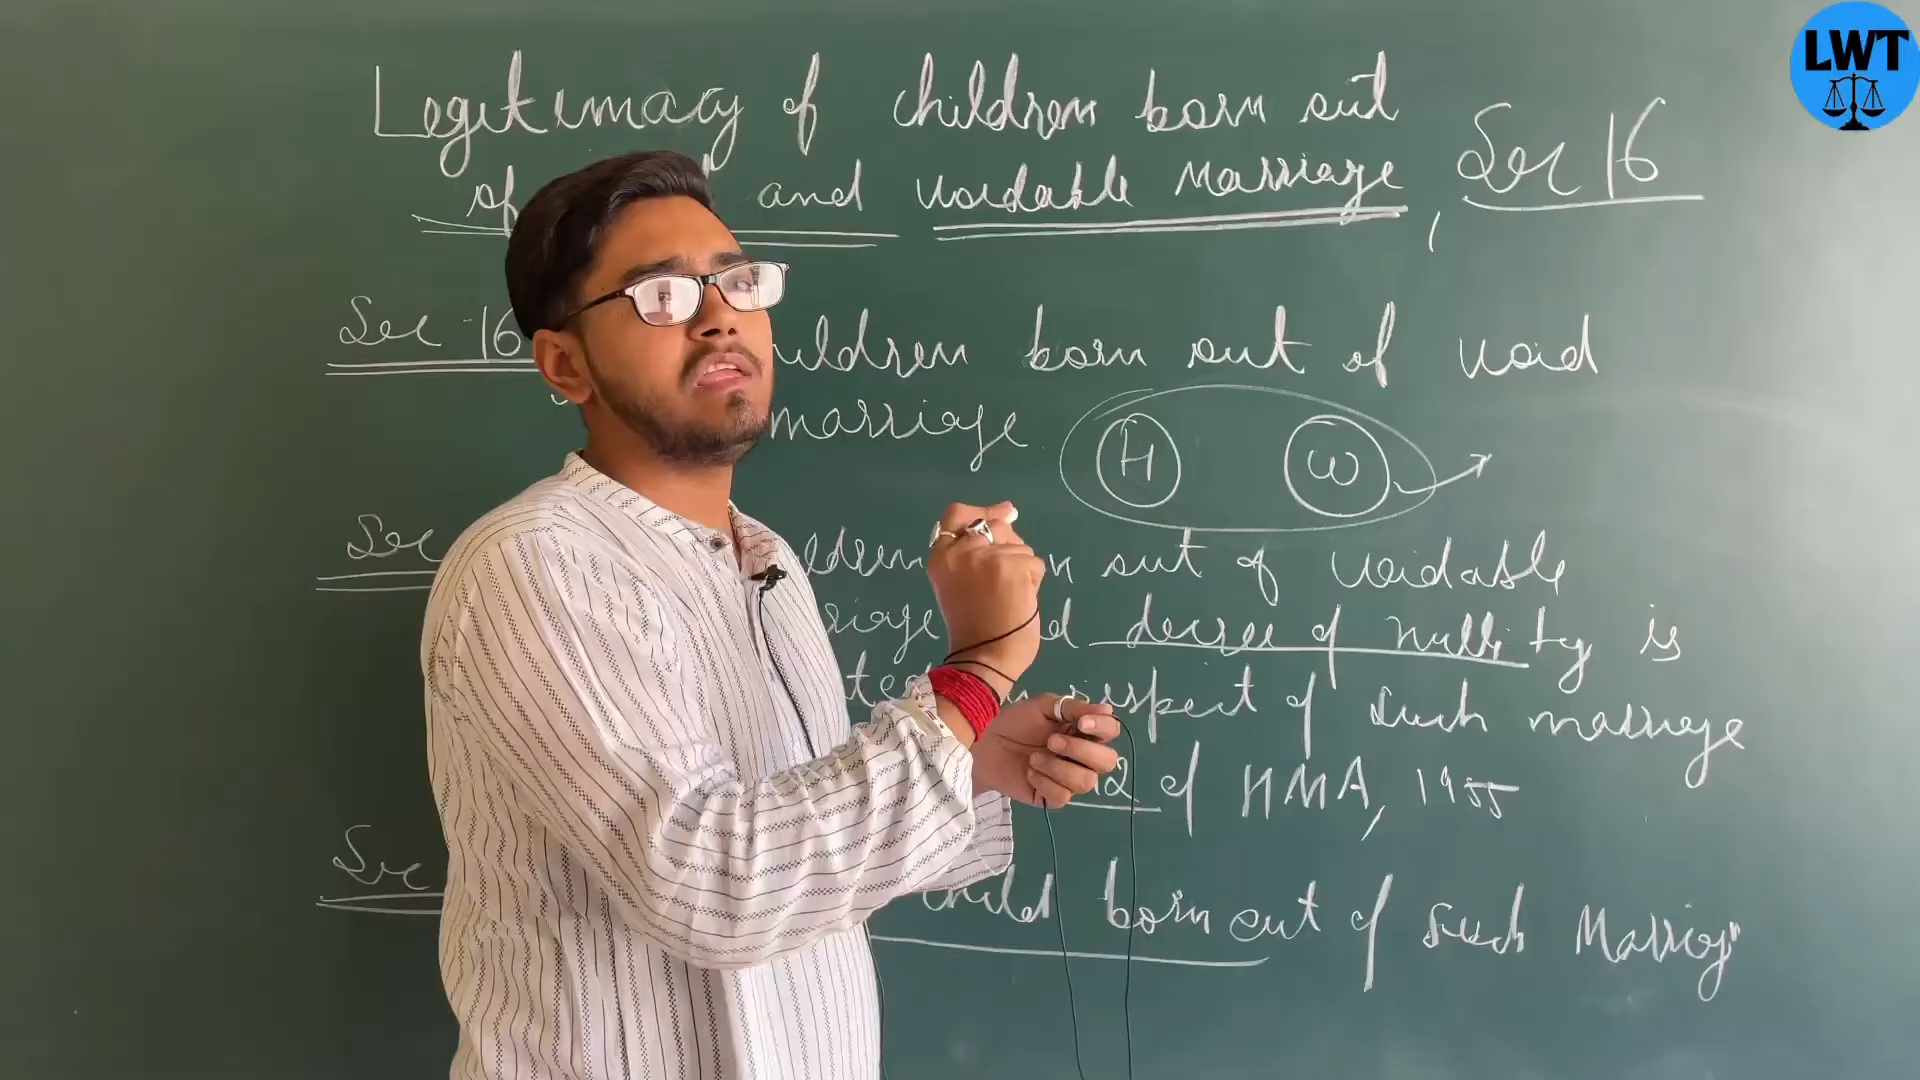 LWT
Legitimacy of children born out
of and voidable Marriage, Sec 16
Sec 16 children born out of void
marriage
H W
Sec out of voidable
decree of nullity is
respect of such marriage
12 of HMA, 1955
Sec child born out of such Marriag"